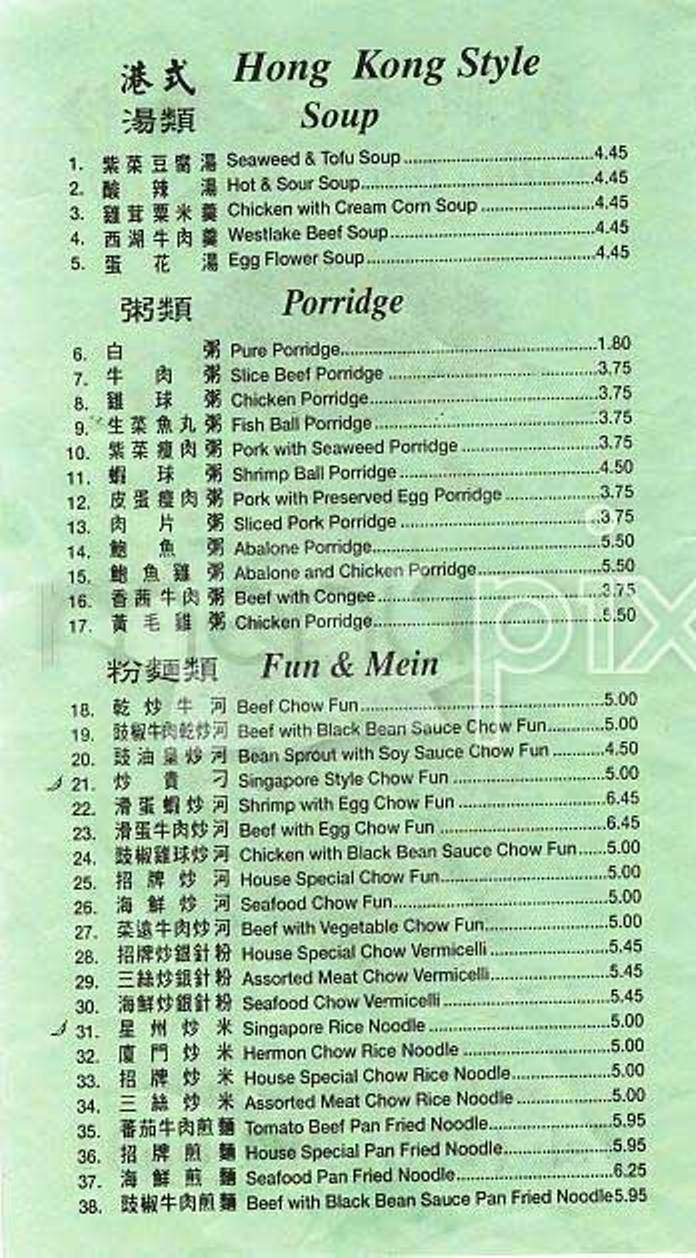 港式 Hong Kong Style
湯類 Soup
1. 紫菜豆腐湯 Seaweed & Tofu Soup 4.45
2. 酸辣湯 Hot & Sour Soup 4.45
3. 雞茸粟米羹 Chicken with Cream Corn Soup 4.45
4. 西湖牛肉羹 Westlake Beef Soup 4.45
5. 蛋花湯 Egg Flower Soup 4.45
粥類 Porridge
6. 白粥 Pure Porridge 1.80
7. 牛肉粥 Slice Beef Porridge 3.75
8. 雞球粥 Chicken Porridge 3.75
9. 生菜魚丸粥 Fish Ball Porridge 3.75
10. 紫菜瘦肉粥 Pork with Seaweed Porridge 3.75
11. 蝦球粥 Shrimp Ball Porridge 4.50
12. 皮蛋瘦肉粥 Pork with Preserved Egg Porridge 3.75
13. 肉片粥 Sliced Pork Porridge 3.75
14. 鮑魚粥 Abalone Porridge 5.50
15. 鮑魚雞粥 Abalone and Chicken Porridge 5.50
16. 香茜牛肉粥 Beef with Congee 3.75
17. 黃毛雞粥 Chicken Porridge 5.50
粉麵類 Fun & Mein
18. 乾炒牛河 Beef Chow Fun 5.00
19. 豉椒牛肉乾炒河 Beef with Black Bean Sauce Chow Fun 5.00
20. 豉油皇炒河 Bean Sprout with Soy Sauce Chow Fun 4.50
21. 炒貴刁 Singapore Style Chow Fun 5.00
22. 滑蛋蝦炒河 Shrimp with Egg Chow Fun 6.45
23. 滑蛋牛肉炒河 Beef with Egg Chow Fun 6.45
24. 豉椒雞球炒河 Chicken with Black Bean Sauce Chow Fun 5.00
25. 招牌炒河 House Special Chow Fun 5.00
26. 海鮮炒河 Seafood Chow Fun 5.00
27. 菜遠牛肉炒河 Beef with Vegetable Chow Fun 5.00
28. 招牌炒銀針粉 House Special Chow Vermicelli 5.45
29. 三絲炒銀針粉 Assorted Meat Chow Vermicelli 5.45
30. 海鮮炒銀針粉 Seafood Chow Vermicelli 5.45
31. 星州炒米 Singapore Rice Noodle 5.00
32. 廈門炒米 Hermon Chow Rice Noodle 5.00
33. 招牌炒米 House Special Chow Rice Noodle 5.00
34. 三絲炒米 Assorted Meat Chow Rice Noodle 5.00
35. 蕃茄牛肉煎麵 Tomato Beef Pan Fried Noodle 5.95
36. 招牌煎麵 House Special Pan Fried Noodle 5.95
37. 海鮮煎麵 Seafood Pan Fried Noodle 6.25
38. 豉椒牛肉煎麵 Beef with Black Bean Sauce Pan Fried Noodle 5.95